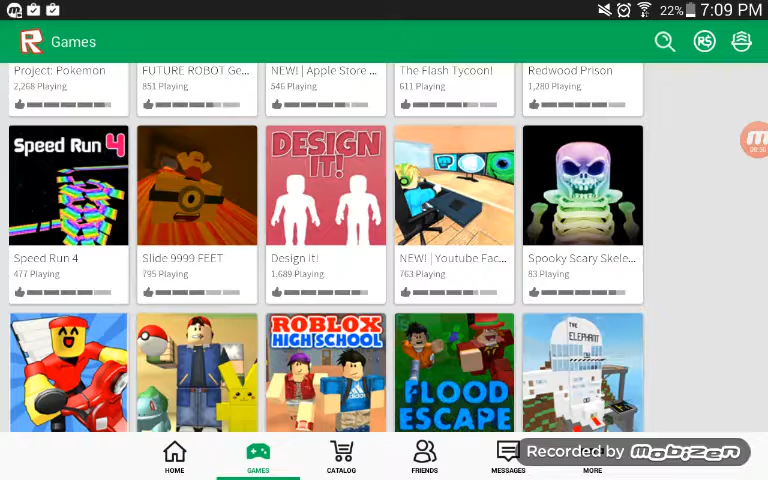 22% 7:09 PM
R Games R$
Project: Pokemon FUTURE ROBOT Ge... NEW! | Apple Store ... The Flash Tycoon! Redwood Prison
2,268 Playing 851 Playing 546 Playing 611 Playing 1,280 Playing
Speed Run 4 DESIGN IT!
Speed Run 4 Slide 9999 FEET Design It! NEW! | Youtube Fac... Spooky Scary Skele...
477 Playing 795 Playing 1,689 Playing 763 Playing 83 Playing
ROBLOX
HIGH SCHOOL
THE
ELEPHANT
FLOOD
ESCAPE
HOME GAMES CATALOG FRIENDS MESSAGES MORE
Recorded by MOBIZEN